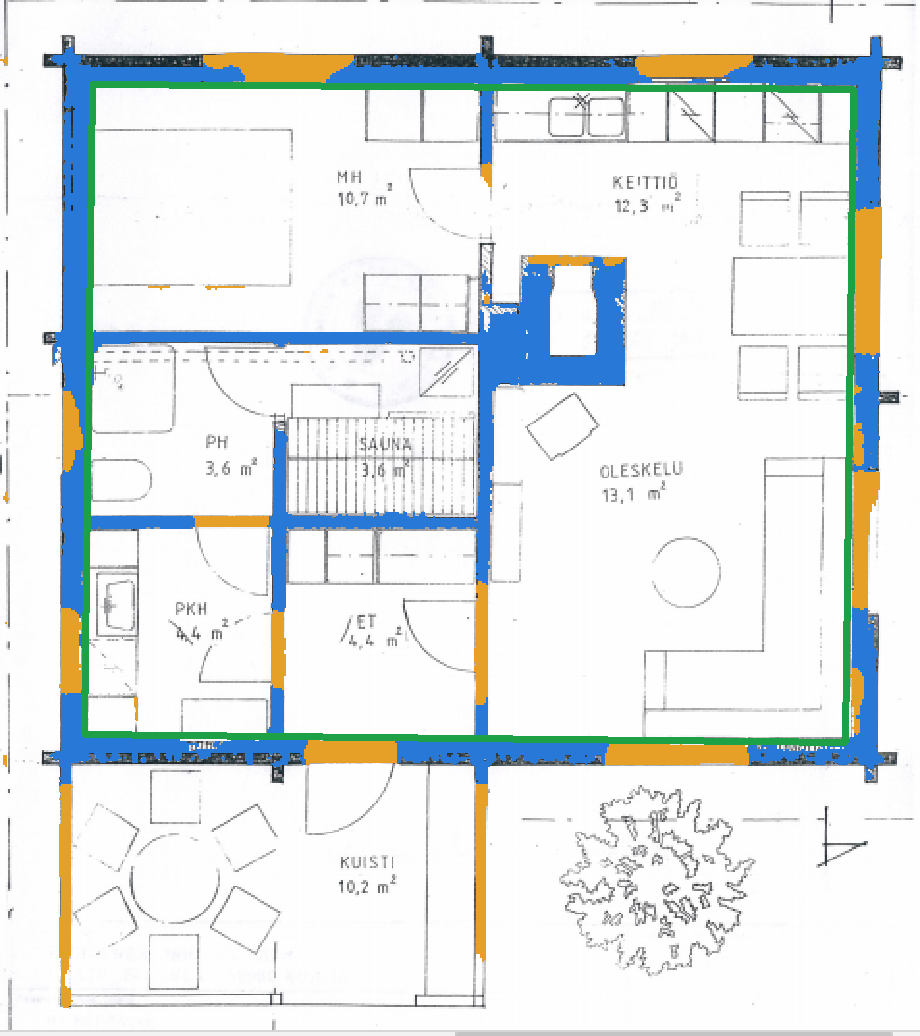 MH
10,7 m²
KEITTIÖ
12,3 m²
PH
3,6 m²
SAUNA
3,6 m²
OLESKELU
13,1 m²
PKH
4,4 m²
ET
4,4 m²
KUISTI
10,2 m²